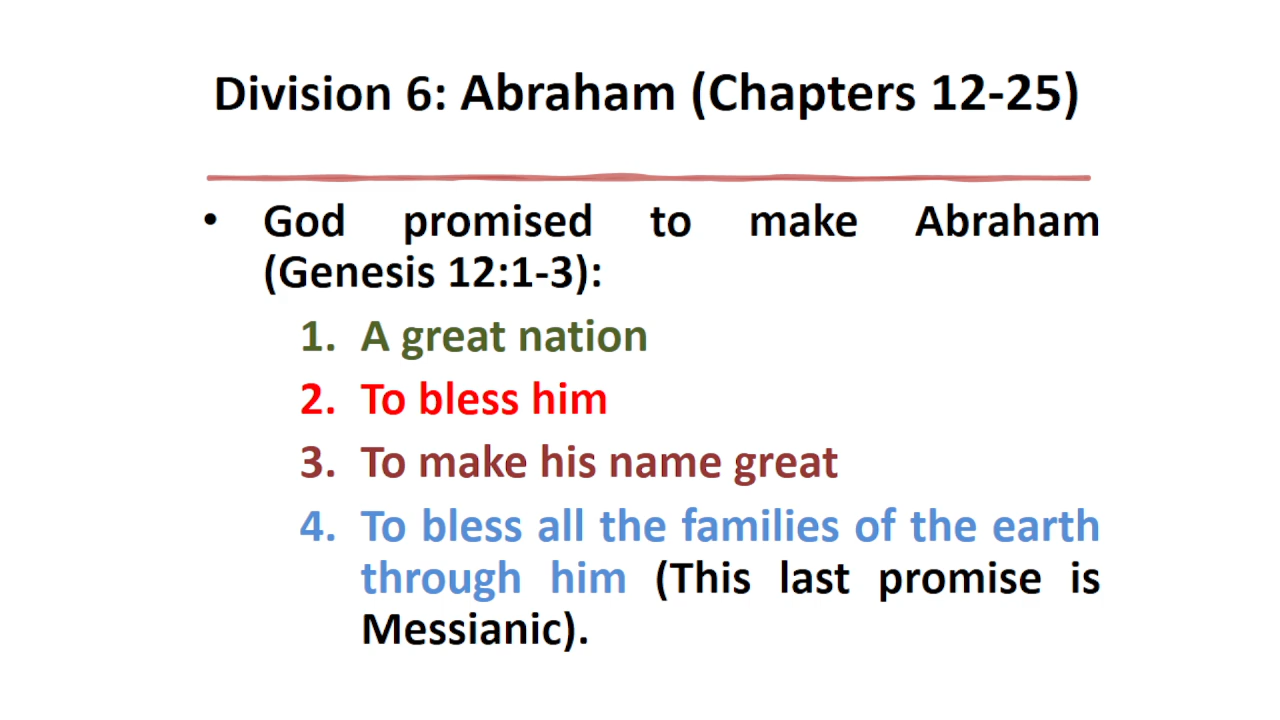 Division 6: Abraham (Chapters 12-25)
• God promised to make Abraham
(Genesis 12:1-3):
1. A great nation
2. To bless him
3. To make his name great
4. To bless all the families of the earth
through him (This last promise is
Messianic).